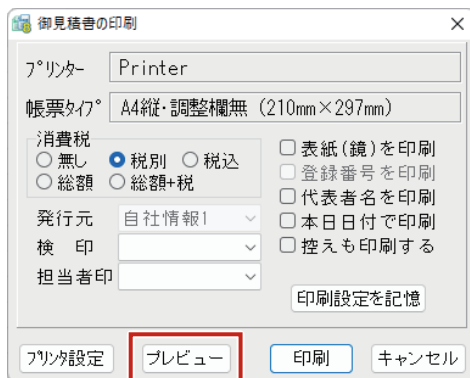 御見積書の印刷
ﾌﾟﾘﾝﾀｰ Printer
帳票ﾀｲﾌﾟ A4縦･調整欄無 (210mm×297mm)
消費税
無し 税別 税込
総額 総額+税
表紙(鏡)を印刷
登録番号を印刷
代表者名を印刷
本日日付で印刷
控えも印刷する
発行元 自社情報1
検 印
担当者印
印刷設定を記憶
ﾌﾟﾘﾝﾀ設定 プレビュー 印刷 キャンセル